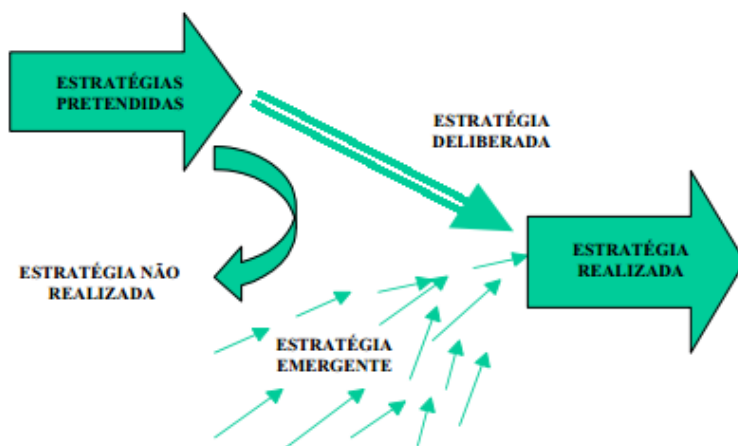 ESTRATÉGIAS
PRETENDIDAS
ESTRATÉGIA
DELIBERADA
ESTRATÉGIA NÃO
REALIZADA
ESTRATÉGIA
REALIZADA
ESTRATÉGIA
EMERGENTE